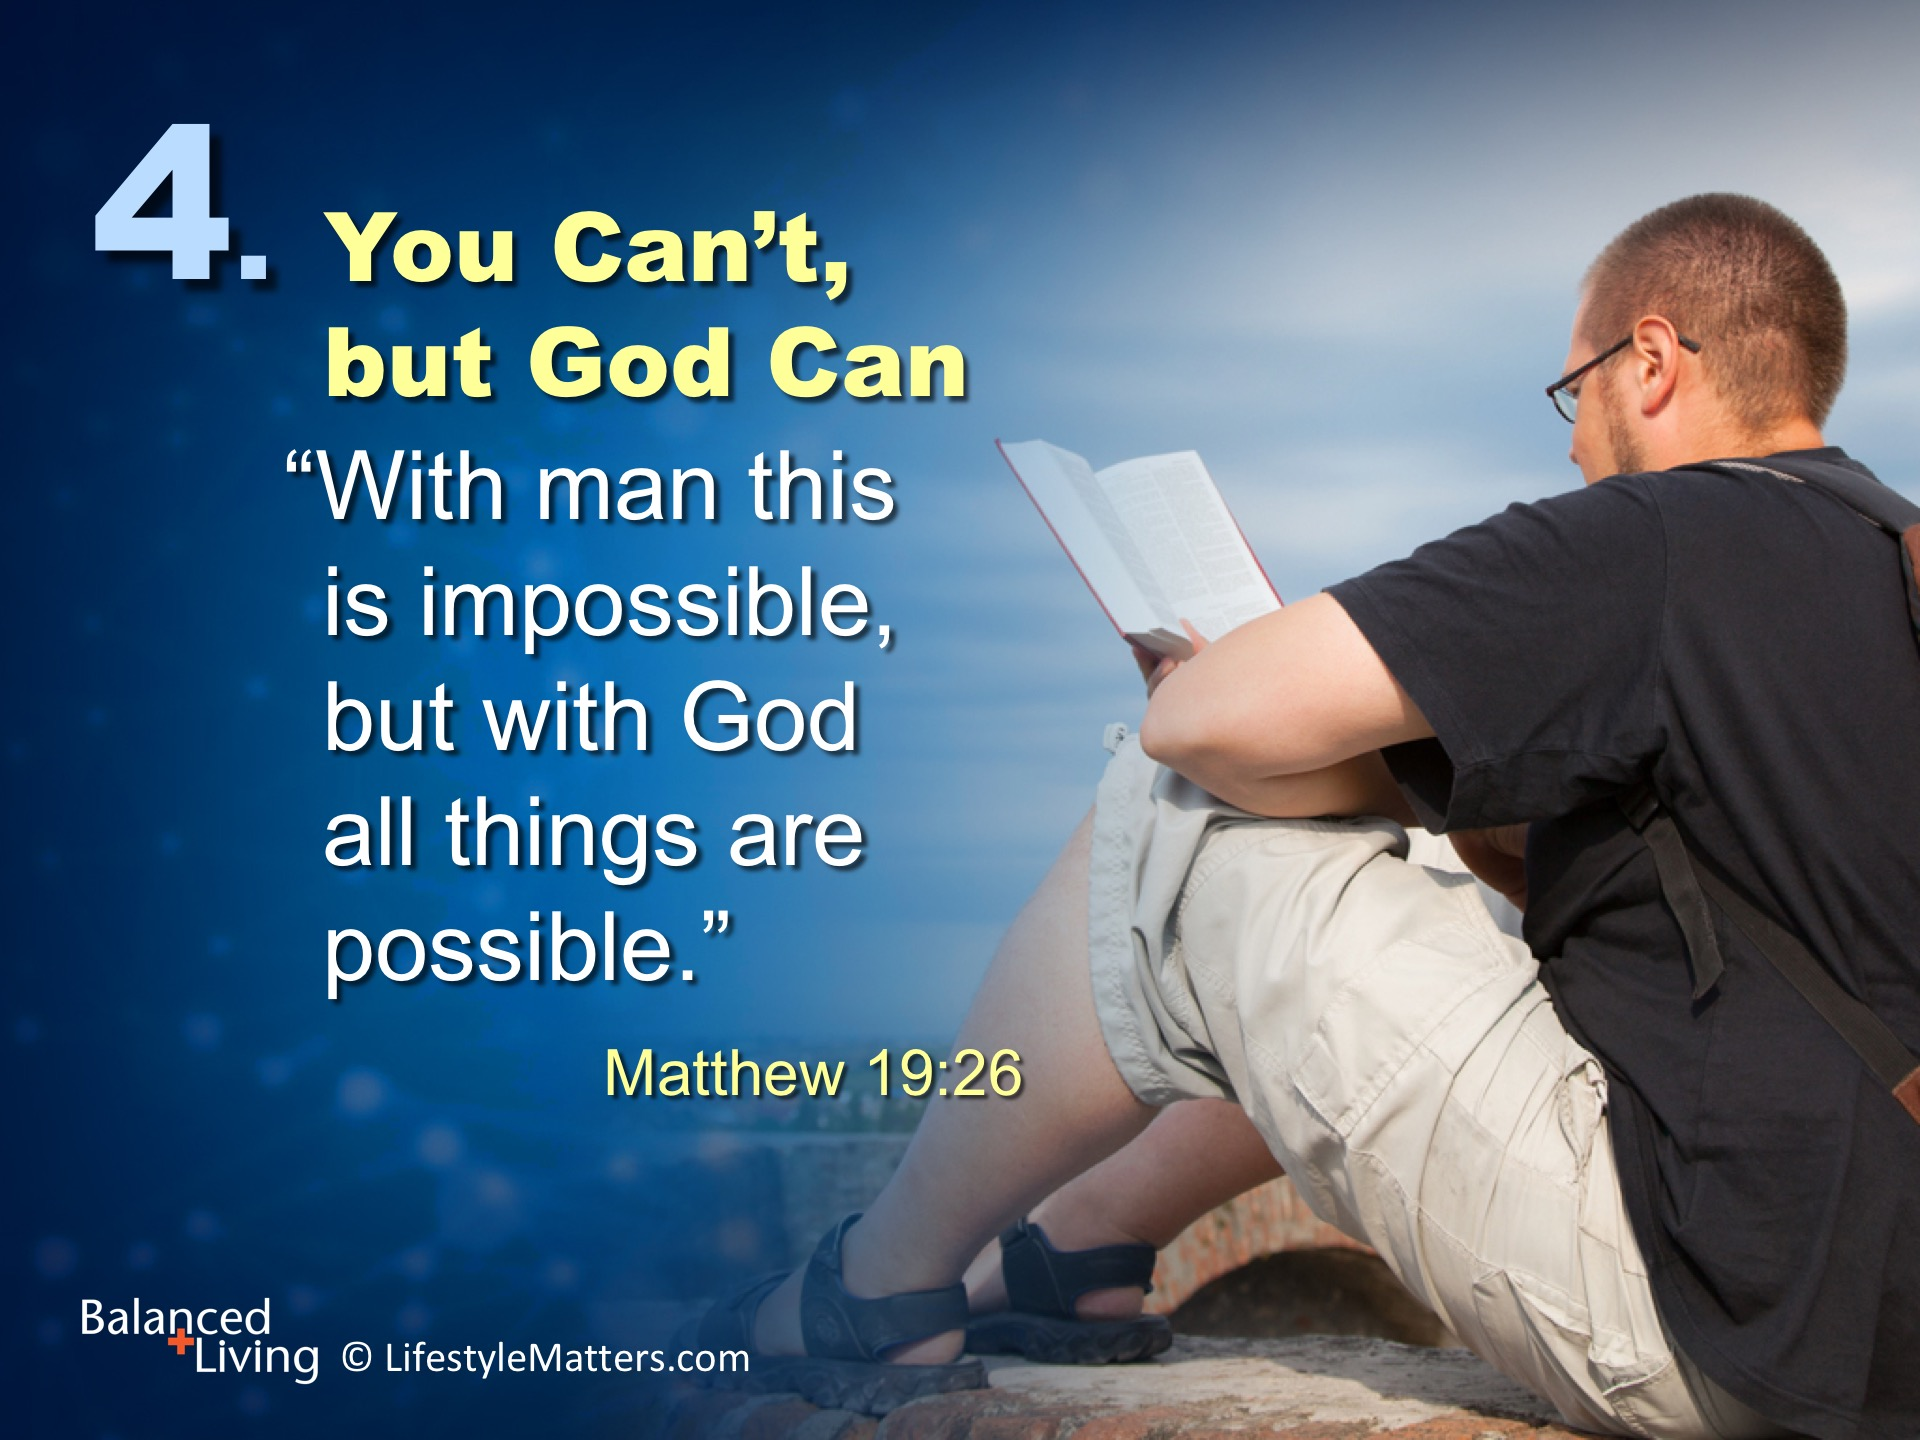 4. You Can’t,
but God Can
“With man this
is impossible,
but with God
all things are
possible.”
Matthew 19:26
Balanced
Living © LifestyleMatters.com